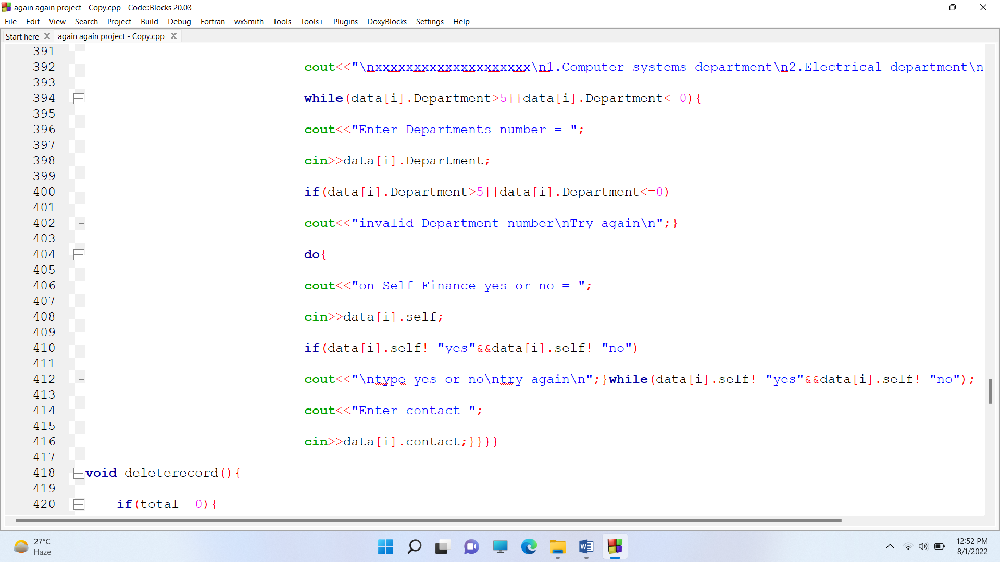 again again project - Copy.cpp - Code::Blocks 20.03
File Edit View Search Project Build Debug Fortran wxSmith Tools Tools+ Plugins DoxyBlocks Settings Help
Start here again again project - Copy.cpp
391
392 cout<<"\nxxxxxxxxxxxxxxxxxxxx\n1.Computer systems department\n2.Electrical department\n
393
394 while(data[i].Department>5||data[i].Department<=0){
395
396 cout<<"Enter Departments number = ";
397
398 cin>>data[i].Department;
399
400 if(data[i].Department>5||data[i].Department<=0)
401
402 cout<<"invalid Department number\nTry again\n";}
403
404 do{
405
406 cout<<"on Self Finance yes or no = ";
407
408 cin>>data[i].self;
409
410 if(data[i].self!="yes"&&data[i].self!="no")
411
412 cout<<"\ntype yes or no\ntry again\n";}while(data[i].self!="yes"&&data[i].self!="no");
413
414 cout<<"Enter contact ";
415
416 cin>>data[i].contact;}}}}
417
418 void deleterecord(){
419
420 if(total==0){
27°C
Haze
12:52 PM
8/1/2022